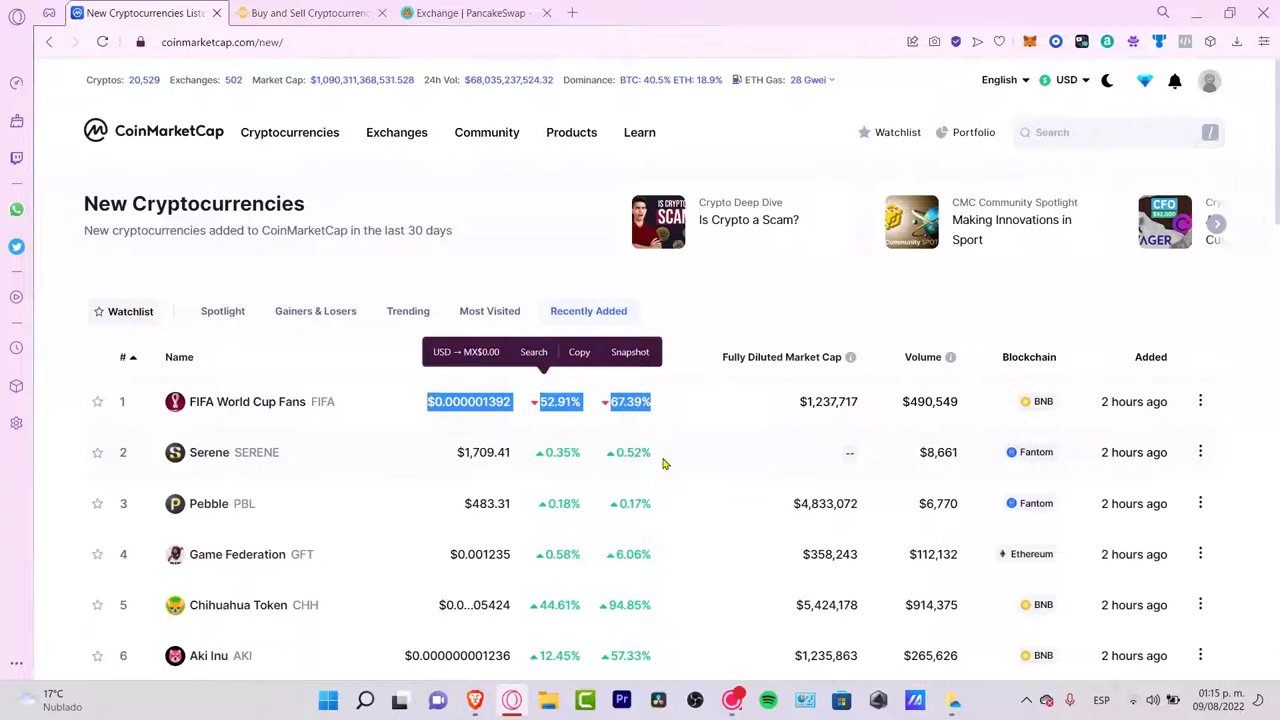 New Cryptocurrencies Liste
Buy and Sell Cryptocurrenc
Exchange | PancakeSwap -
coinmarketcap.com/new/
Cryptos: 20,529 Exchanges: 502 Market Cap: $1,090,311,368,531.528 24h Vol: $68,035,237,524.32 Dominance: BTC: 40.5% ETH: 18.9% ETH Gas: 28 Gwei English USD
CoinMarketCap Cryptocurrencies Exchanges Community Products Learn Watchlist Portfolio Search /
New Cryptocurrencies
New cryptocurrencies added to CoinMarketCap in the last 30 days
Crypto Deep Dive
Is Crypto a Scam?
CMC Community Spotlight
Making Innovations in
Sport
Watchlist Spotlight Gainers & Losers Trending Most Visited Recently Added
USD → MX$0.00 Search Copy Snapshot
# Name Fully Diluted Market Cap Volume Blockchain Added
1 FIFA World Cup Fans FIFA $0.000001392 52.91% 67.39% $1,237,717 $490,549 BNB 2 hours ago
2 Serene SERENE $1,709.41 0.35% 0.52% -- $8,661 Fantom 2 hours ago
3 Pebble PBL $483.31 0.18% 0.17% $4,833,072 $6,770 Fantom 2 hours ago
4 Game Federation GFT $0.001235 0.58% 6.06% $358,243 $112,132 Ethereum 2 hours ago
5 Chihuahua Token CHH $0.0...05424 44.61% 94.85% $5,424,178 $914,375 BNB 2 hours ago
6 Aki Inu AKI $0.000000001236 12.45% 57.33% $1,235,863 $265,626 BNB 2 hours ago
17°C
Nublado
ESP
01:15 p. m.
09/08/2022